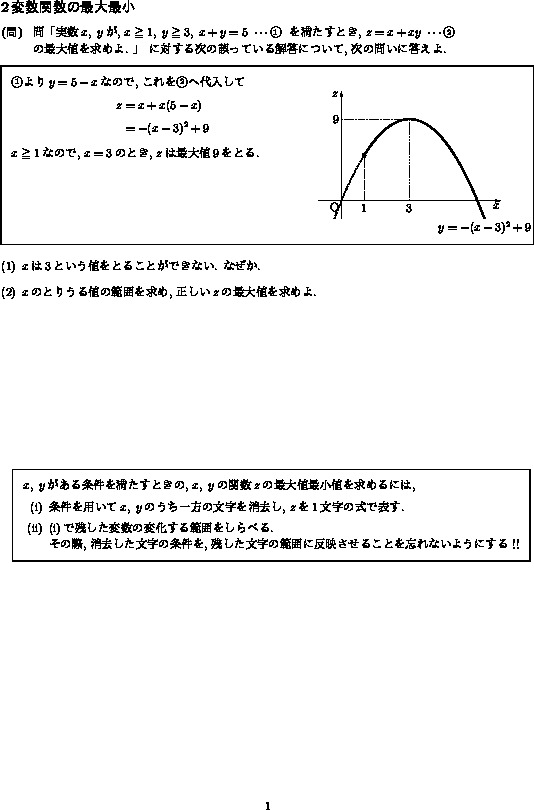 2変数関数の最大最小
(問) 問「実数 x, y が, x ≧ 1, y ≧ 3, x + y = 5 …① を満たすとき, z = x + xy …②
の最大値を求めよ. 」 に対する次の誤っている解答について, 次の問いに答えよ.
①より y = 5 − x なので, これを②へ代入して
z = x + x(5 − x)
= −(x − 3)² + 9
x ≧ 1 なので, x = 3 のとき, z は最大値 9 をとる.
z
9
O 1 3 x
y = −(x − 3)² + 9
(1) x は 3 という値をとることができない. なぜか.
(2) x のとりうる値の範囲を求め, 正しい z の最大値を求めよ.
x, y がある条件を満たすときの, x, y の関数 z の最大値最小値を求めるには,
(i) 条件を用いて x, y のうち一方の文字を消去し, z を 1 文字の式で表す.
(ii) (i) で残した変数の変化する範囲をしらべる.
その際, 消去した文字の条件を, 残した文字の範囲に反映させることを忘れないようにする !!
1